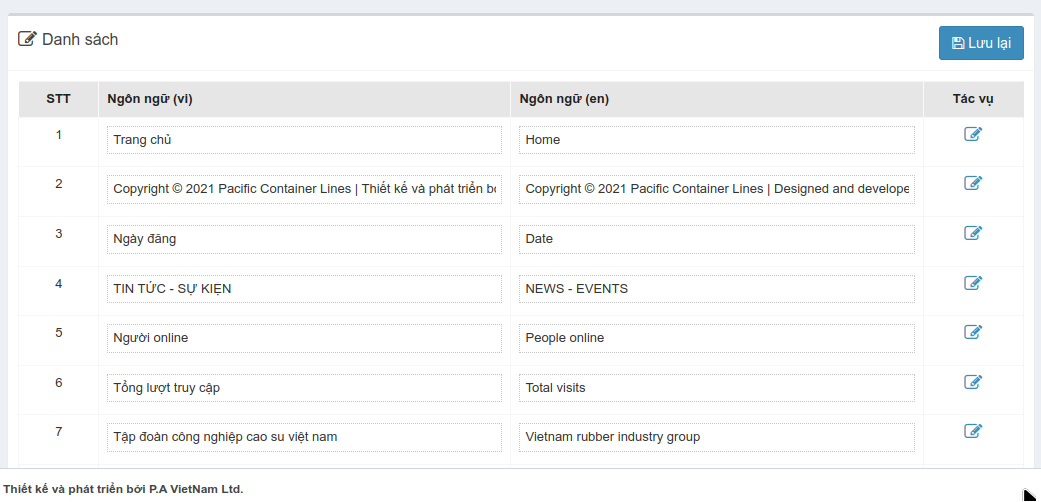 Danh sách
Lưu lại
STT Ngôn ngữ (vi) Ngôn ngữ (en) Tác vụ
1 Trang chủ Home
2 Copyright © 2021 Pacific Container Lines | Thiết kế và phát triển Copyright © 2021 Pacific Container Lines | Designed and
3 Ngày đăng Date
4 TIN TỨC - SỰ KIỆN NEWS - EVENTS
5 Người online People online
6 Tổng lượt truy cập Total visits
7 Tập đoàn công nghiệp cao su việt nam Vietnam rubber industry group
Thiết kế và phát triển bởi P.A VietNam Ltd.